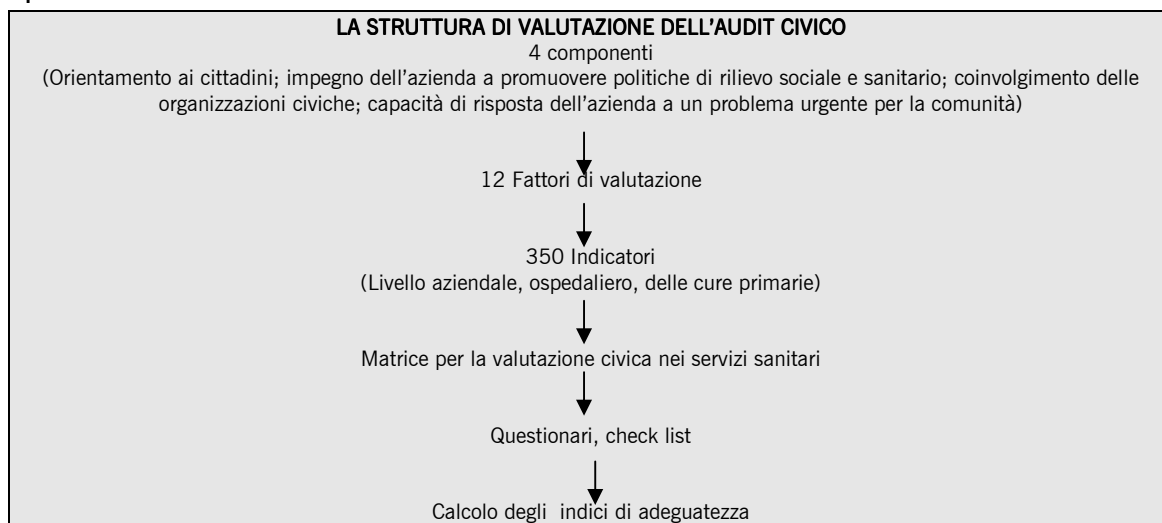 LA STRUTTURA DI VALUTAZIONE DELL'AUDIT CIVICO
4 componenti
(Orientamento ai cittadini; impegno dell'azienda a promuovere politiche di rilievo sociale e sanitario; coinvolgimento delle
organizzazioni civiche; capacità di risposta dell'azienda a un problema urgente per la comunità)
12 Fattori di valutazione
350 Indicatori
(Livello aziendale, ospedaliero, delle cure primarie)
Matrice per la valutazione civica nei servizi sanitari
Questionari, check list
Calcolo degli indici di adeguatezza